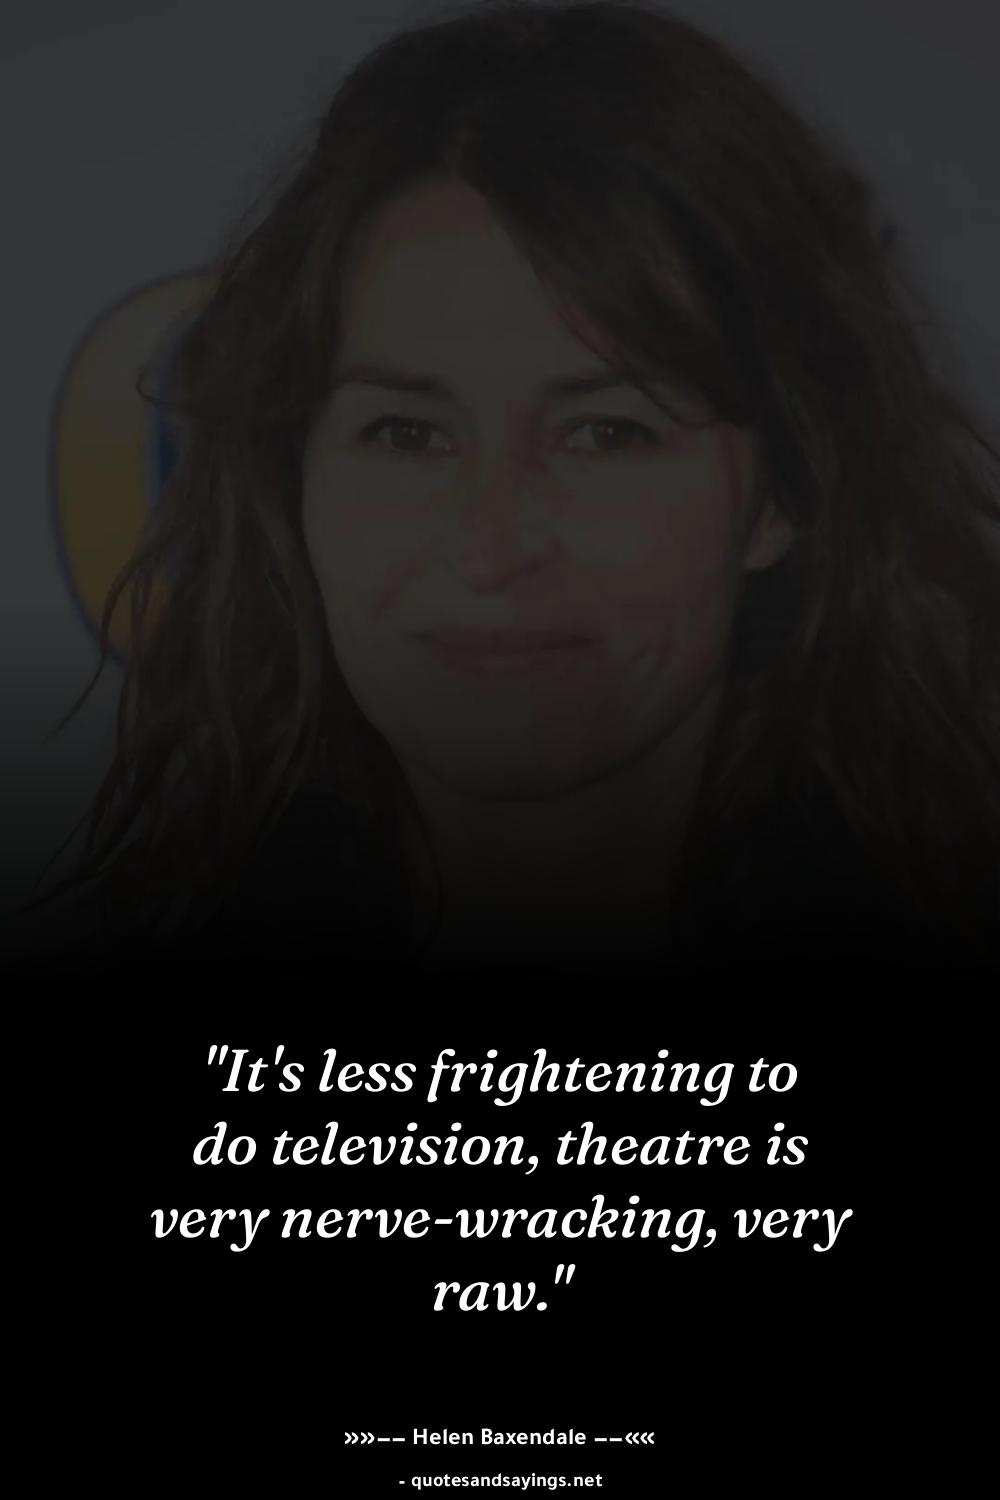 "It's less frightening to
do television, theatre is
very nerve-wracking, very
raw."
»»–– Helen Baxendale ––««
- quotesandsayings.net